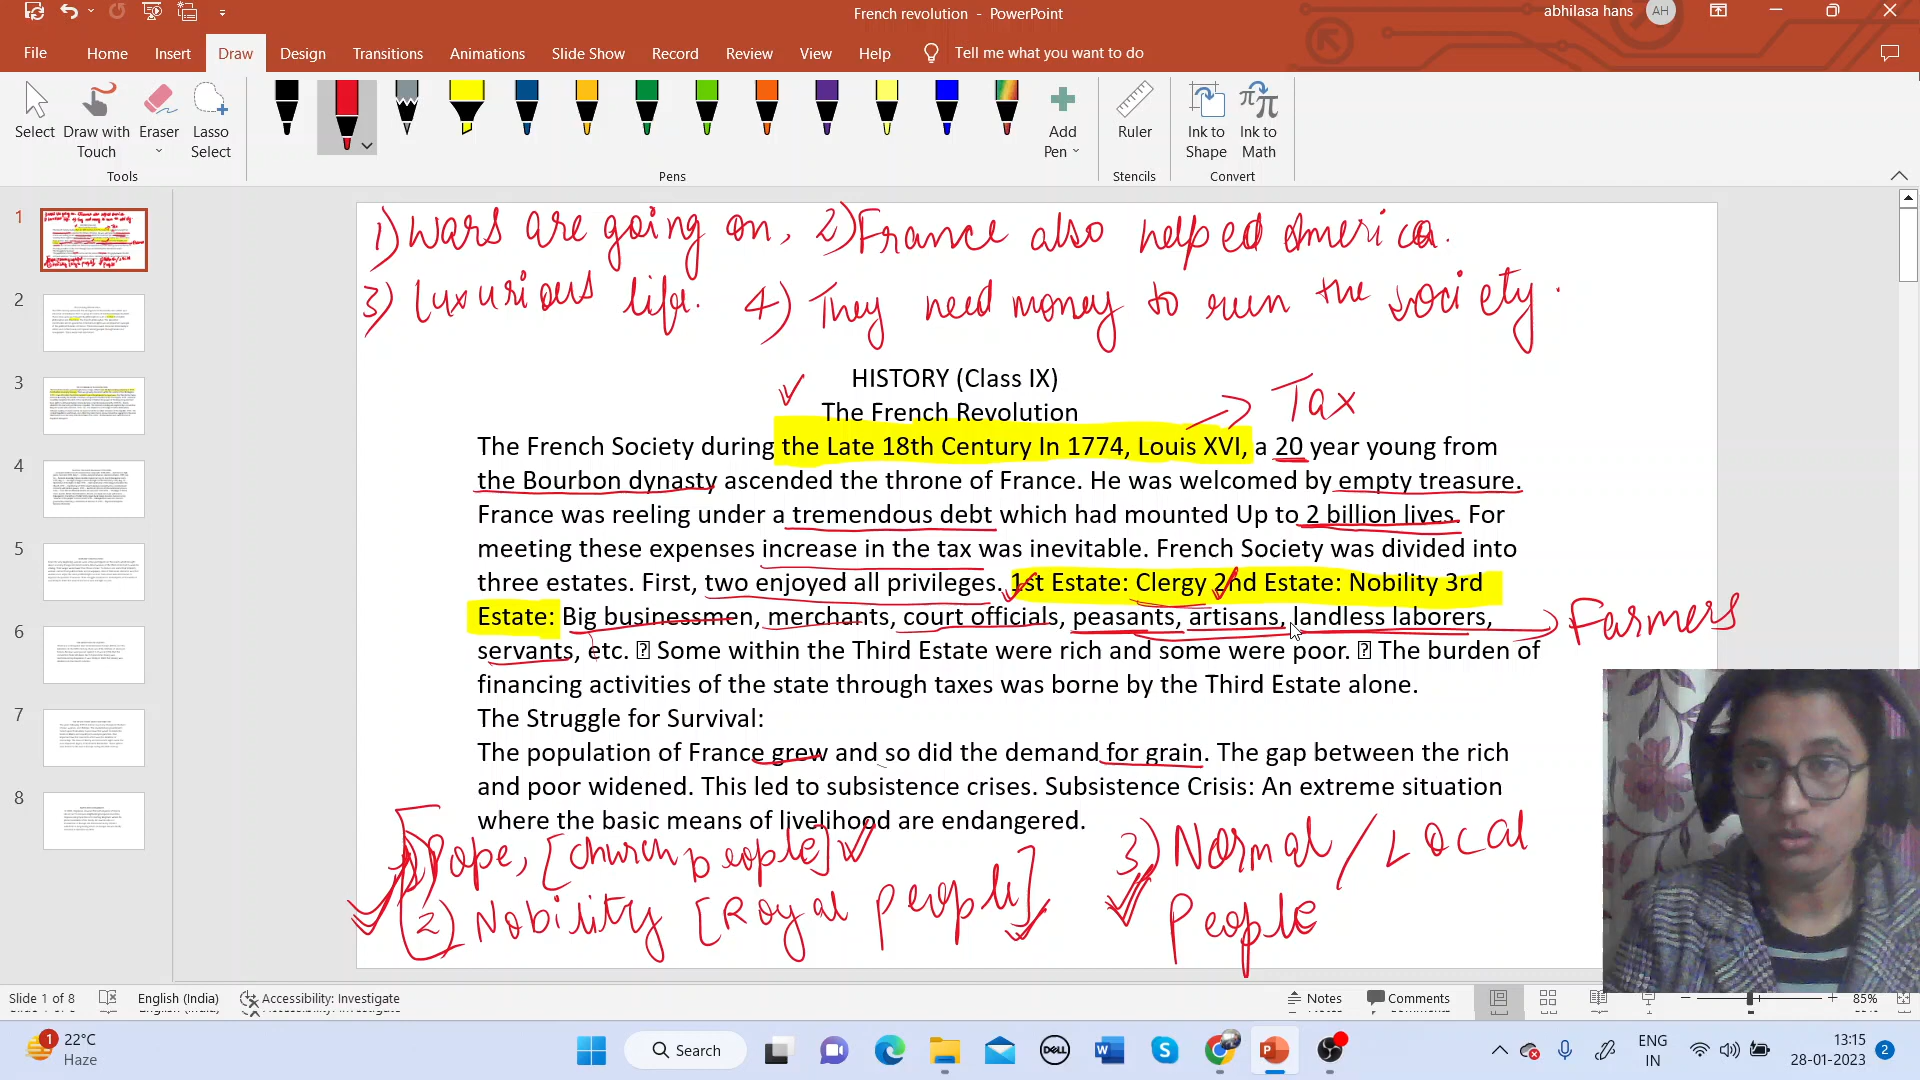 French revolution - PowerPoint
abhilasa hans AH
File Home Insert Draw Design Transitions Animations Slide Show Record Review View Help Tell me what you want to do
Select Draw with Touch Eraser Lasso Select Add Pen Ruler Ink to Shape Ink to Math
Tools Pens Stencils Convert
1) Wars are going on, 2) France also helped America.
3) Luxurious life. 4) They need money to run the society.
HISTORY (Class IX)
Tax
The French Revolution
The French Society during the Late 18th Century In 1774, Louis XVI, a 20 year young from
the Bourbon dynasty ascended the throne of France. He was welcomed by empty treasure.
France was reeling under a tremendous debt which had mounted Up to 2 billion lives. For
meeting these expenses increase in the tax was inevitable. French Society was divided into
three estates. First, two enjoyed all privileges. 1st Estate: Clergy 2nd Estate: Nobility 3rd
Estate: Big businessmen, merchants, court officials, peasants, artisans, landless laborers,
Farmers
servants, etc. Some within the Third Estate were rich and some were poor. The burden of
financing activities of the state through taxes was borne by the Third Estate alone.
The Struggle for Survival:
The population of France grew and so did the demand for grain. The gap between the rich
and poor widened. This led to subsistence crises. Subsistence Crisis: An extreme situation
where the basic means of livelihood are endangered.
1) Pope, [Church people]
2) Nobility [Royal people]
3) Normal/Local
People
1
2
3
4
5
6
7
8
Slide 1 of 8 English (India) Accessibility: Investigate Notes Comments 85%
1 22°C
Haze
Search
DELL
ENG
IN
13:15
28-01-2023
2